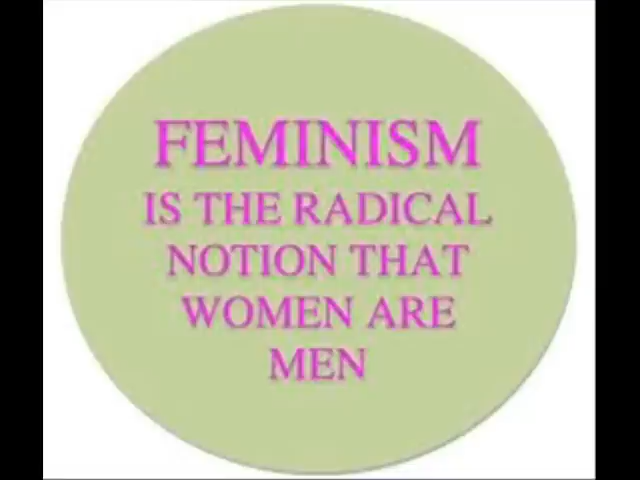 FEMINISM
IS THE RADICAL
NOTION THAT
WOMEN ARE
MEN